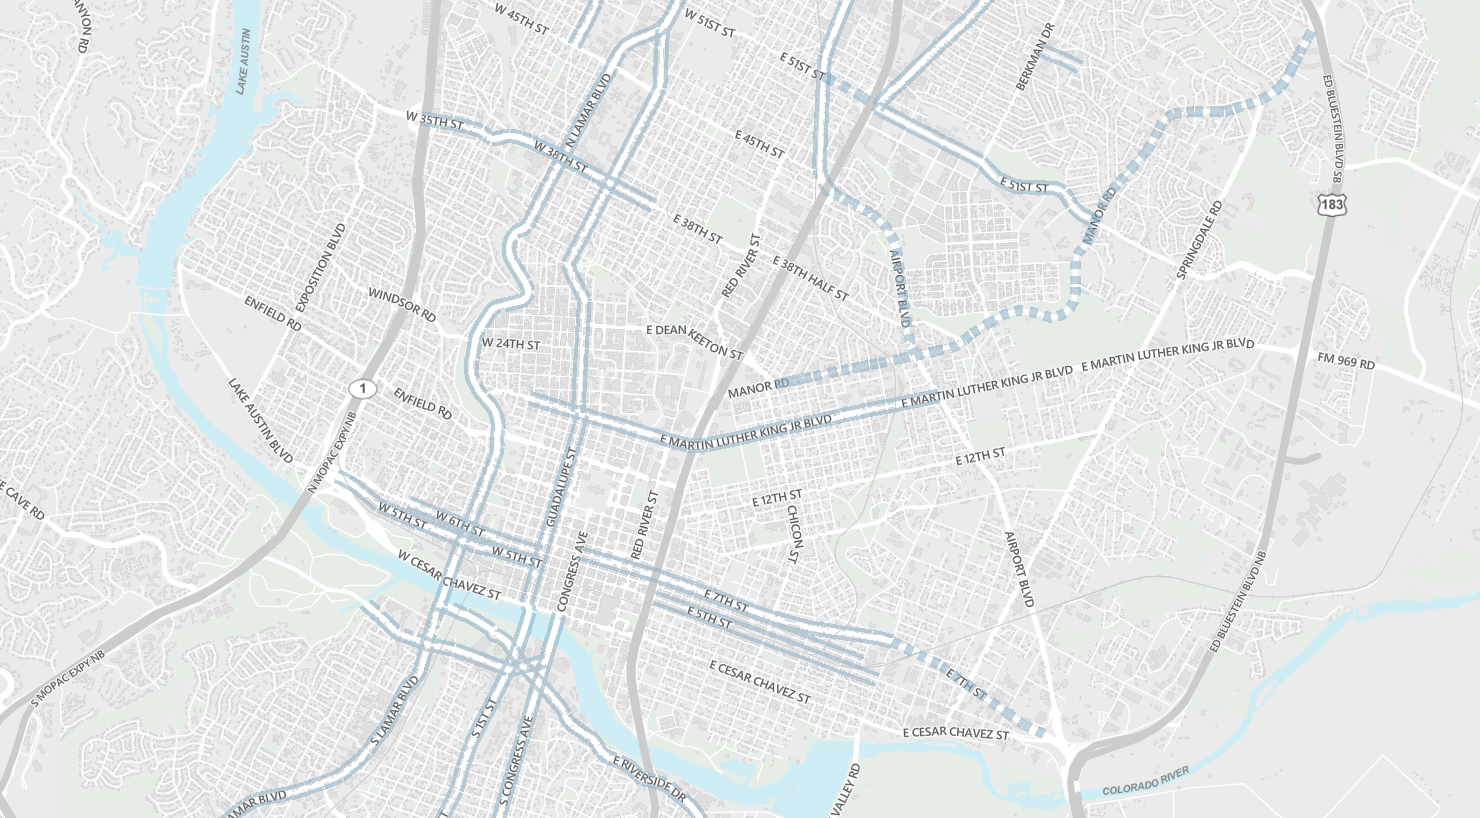 W 45TH ST
W 51ST ST
E 51ST ST
BERKMAN DR
ED BLUESTEIN BLVD SB
LAKE AUSTIN
N LAMAR BLVD
W 35TH ST
W 38TH ST
E 45TH ST
E 51ST ST
MANOR RD
183
SPRINGDALE RD
EXPOSITION BLVD
E 38TH ST
RED RIVER ST
E 38TH HALF ST
AIRPORT BLVD
WINDSOR RD
ENFIELD RD
W 24TH ST
E DEAN KEETON ST
E MARTIN LUTHER KING JR BLVD
FM 969 RD
MANOR RD
E MARTIN LUTHER KING JR BLVD
1
ENFIELD RD
LAKE AUSTIN BLVD
E MARTIN LUTHER KING JR BLVD
N MOPAC EXPY NB
GUADALUPE ST
E 12TH ST
E 12TH ST
CAVE RD
W 5TH ST
W 6TH ST
W 5TH ST
RED RIVER ST
CHICON ST
CONGRESS AVE
W CESAR CHAVEZ ST
AIRPORT BLVD
E 7TH ST
E 5TH ST
ED BLUESTEIN BLVD NB
S MOPAC EXPY NB
E CESAR CHAVEZ ST
E 7TH ST
S LAMAR BLVD
S 1ST ST
S CONGRESS AVE
E CESAR CHAVEZ ST
E RIVERSIDE DR
VALLEY RD
COLORADO RIVER
LAMAR BLVD